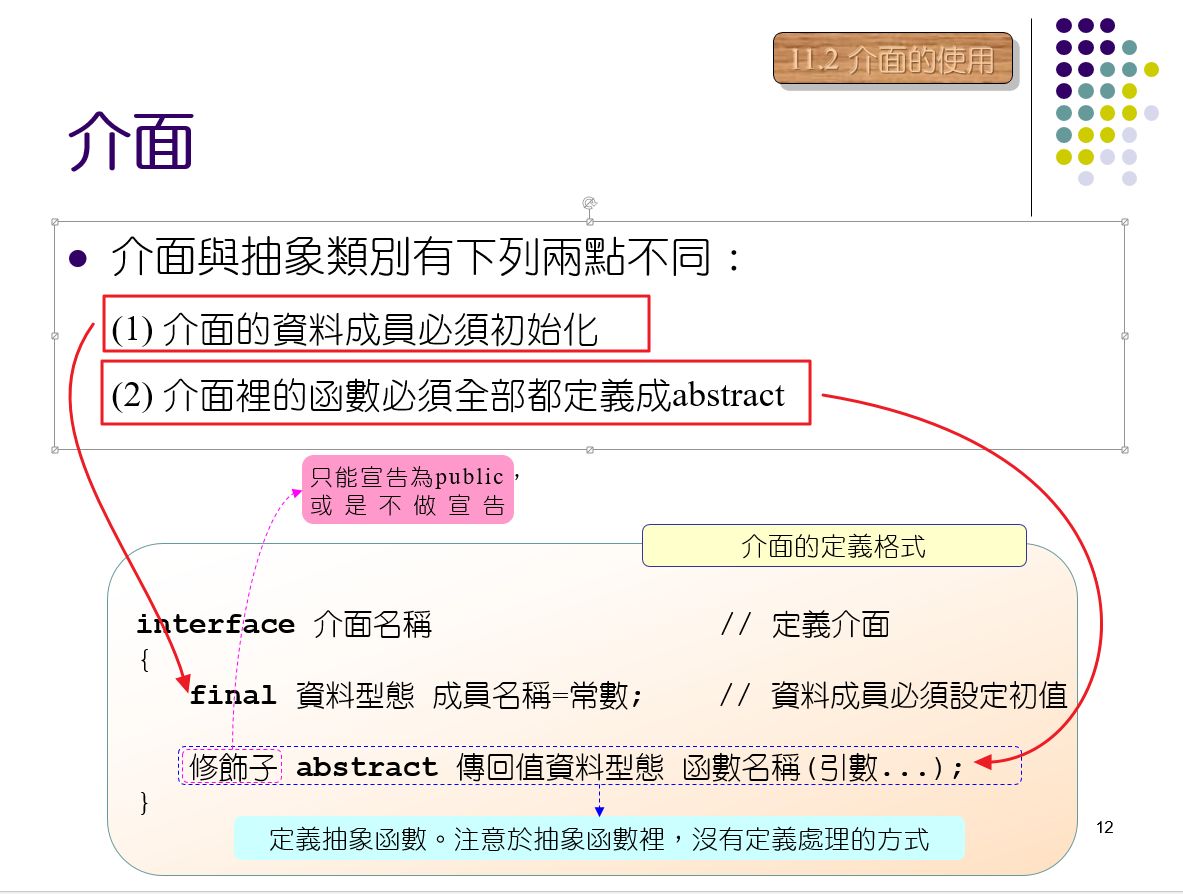 11.2 介面的使用
介面
介面與抽象類別有下列兩點不同：
(1) 介面的資料成員必須初始化
(2) 介面裡的函數必須全部都定義成abstract
只能宣告為public，
或是不做宣告
介面的定義格式
interface 介面名稱 // 定義介面
{
final 資料型態 成員名稱=常數; // 資料成員必須設定初值
修飾子 abstract 傳回值資料型態 函數名稱(引數...);
}
定義抽象函數。注意於抽象函數裡，沒有定義處理的方式
12